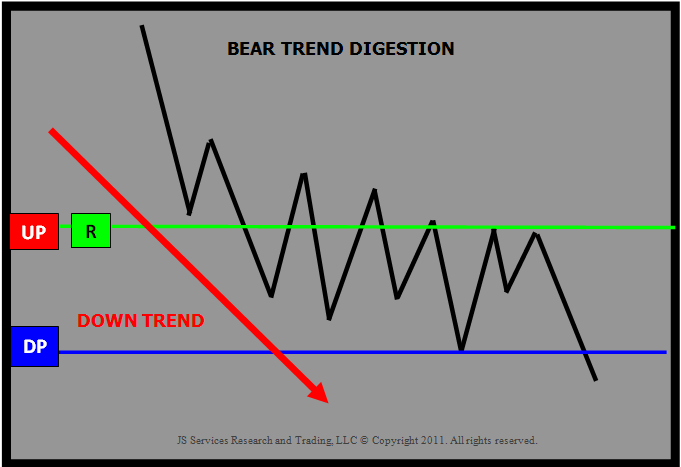 BEAR TREND DIGESTION
UP R
DOWN TREND
DP
JS Services Research and Trading, LLC © Copyright 2011. All rights reserved.